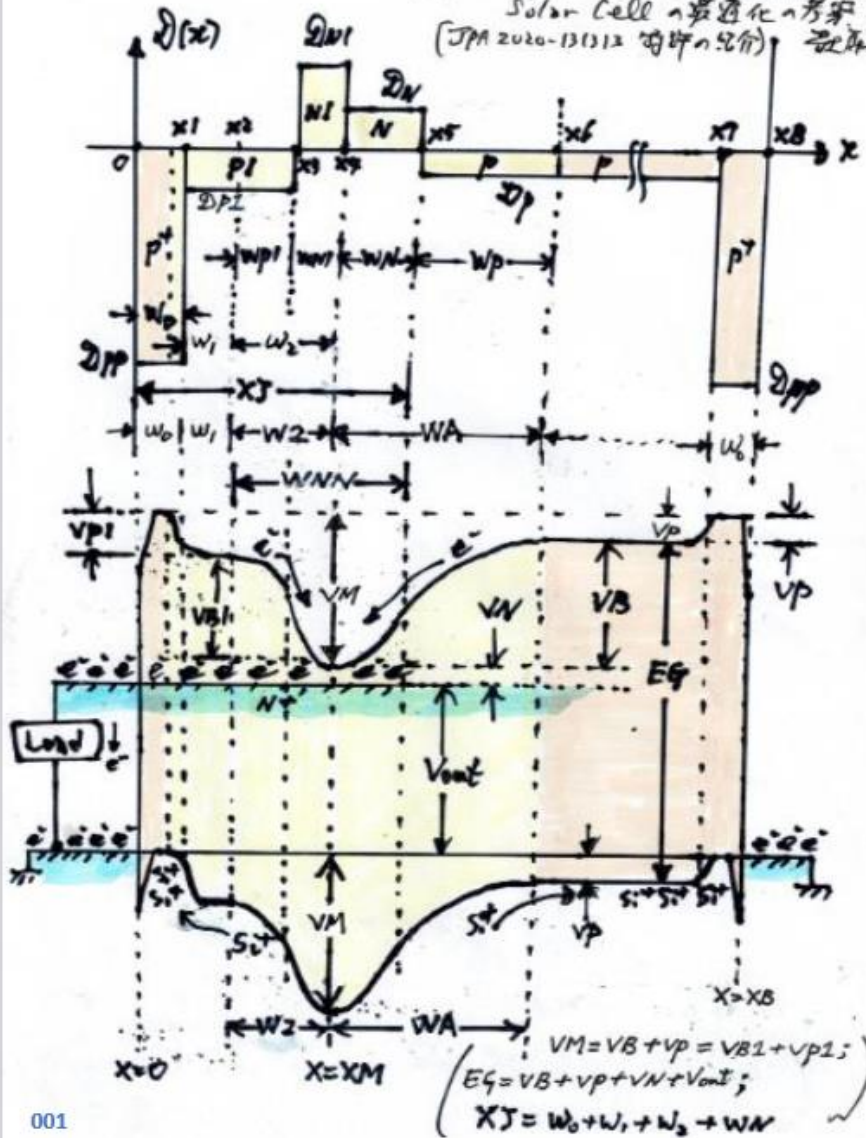 Solar Cell の最適化の考察
(JPA 2020-131313 特許の紹介)
D(x)
DN1
DN
N1
N
0
x1
x2
x3
x4
x5
x6
x7
xB
x
P1
DP1
P
P
DP
P+
P+
WP1
WN1
WN
WP
W0
W1
W2
DPP
DPP
XJ
W0
W1
W2
WA
W0
WNN
VP1
e-
e-
VM
VP
VP
VB1
VN
VB
EG
e- e- e- e- e- e- e- e- e- e-
N+
Load
e-
Vout
e- e- e- e-
e- e- e-
Si+
Si+
Si+
VM
Si+
VP
Si+ Si+ Si+
X=XB
W2
WA
X=0
X=XM
VM=VB+VP=VB1+VP1;
EG=VB+VP+VN+Vout;
XJ=W0+W1+W2+WN
001